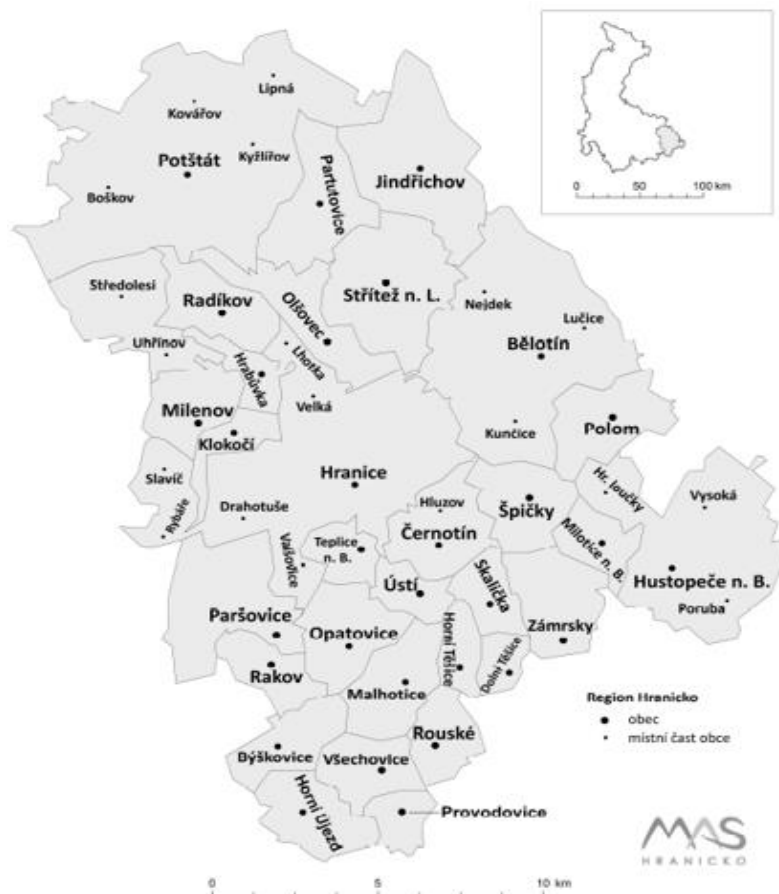 Lipná
Kovářov
Kyžlířov
Potštát
Boškov
Partutovice
Jindřichov
0 50 100 km
Středolesí
Radíkov
Olšovec
Střítež n. L.
Nejdek
Lučice
Bělotín
Uhřínov
Lhotka
Hrabůvka
Velká
Milenov
Klokočí
Kunčice
Polom
Slavíč
Rybáře
Hranice
Drahotuše
Hluzov
Špičky
Hr. loučky
Vysoká
Valšovice
Teplice
n. B.
Černotín
Milotice n. B.
Hustopeče n. B.
Poruba
Ústí
Skalička
Paršovice
Opatovice
Horní Těšice
Dolní Těšice
Zámrsky
Rakov
Malhotice
Region Hranicko
obec
místní část obce
Rouské
Býškovice
Všechovice
Horní Újezd
Provodovice
MAS
HRANICKO
0 5 10 km